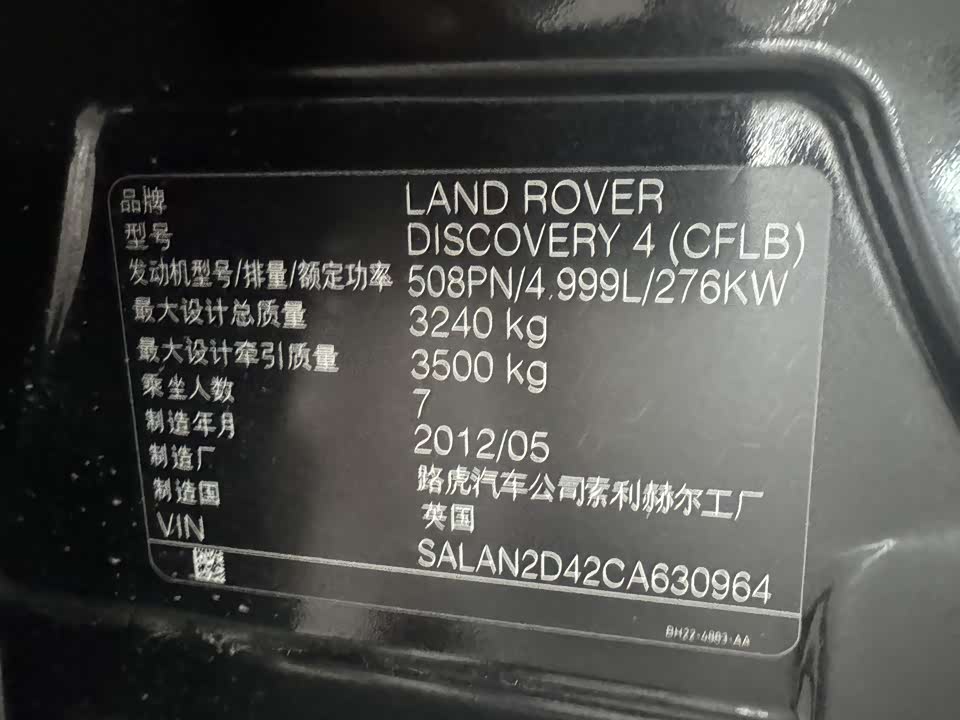 品牌 LAND ROVER
型号 DISCOVERY 4 (CFLB)
发动机型号/排量/额定功率 508PN/4.999L/276KW
最大设计总质量 3240 kg
最大设计牵引质量 3500 kg
乘坐人数 7
制造年月 2012/05
制造厂 路虎汽车公司索利赫尔工厂
制造国 英国
VIN SALAN2D42CA630964
BH22-4003-AA